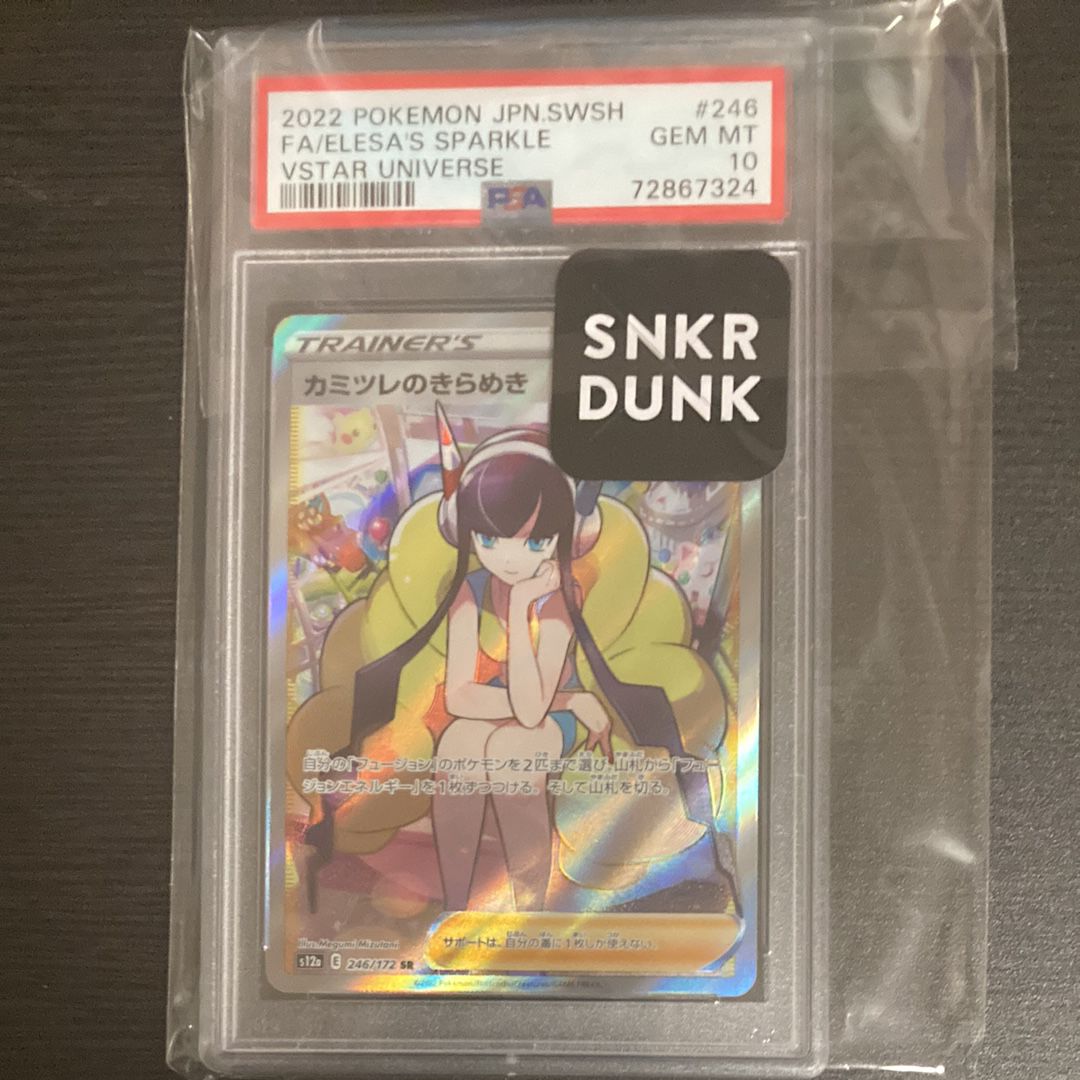 2022 POKEMON JPN.SWSH #246
FA/ELESA'S SPARKLE GEM MT
VSTAR UNIVERSE 10
PSA 72867324
SNKR
DUNK
TRAINER'S
カミツレのきらめき
自分の「フュージョン」のポケモンを2匹まで選び、山札から「フュー
ジョンエネルギー」を1枚ずつつける。そして山札を切る。
サポートは、自分の番に1枚しか使えない。
Illus. Megumi Mizutani
s12a E 246/172 SR